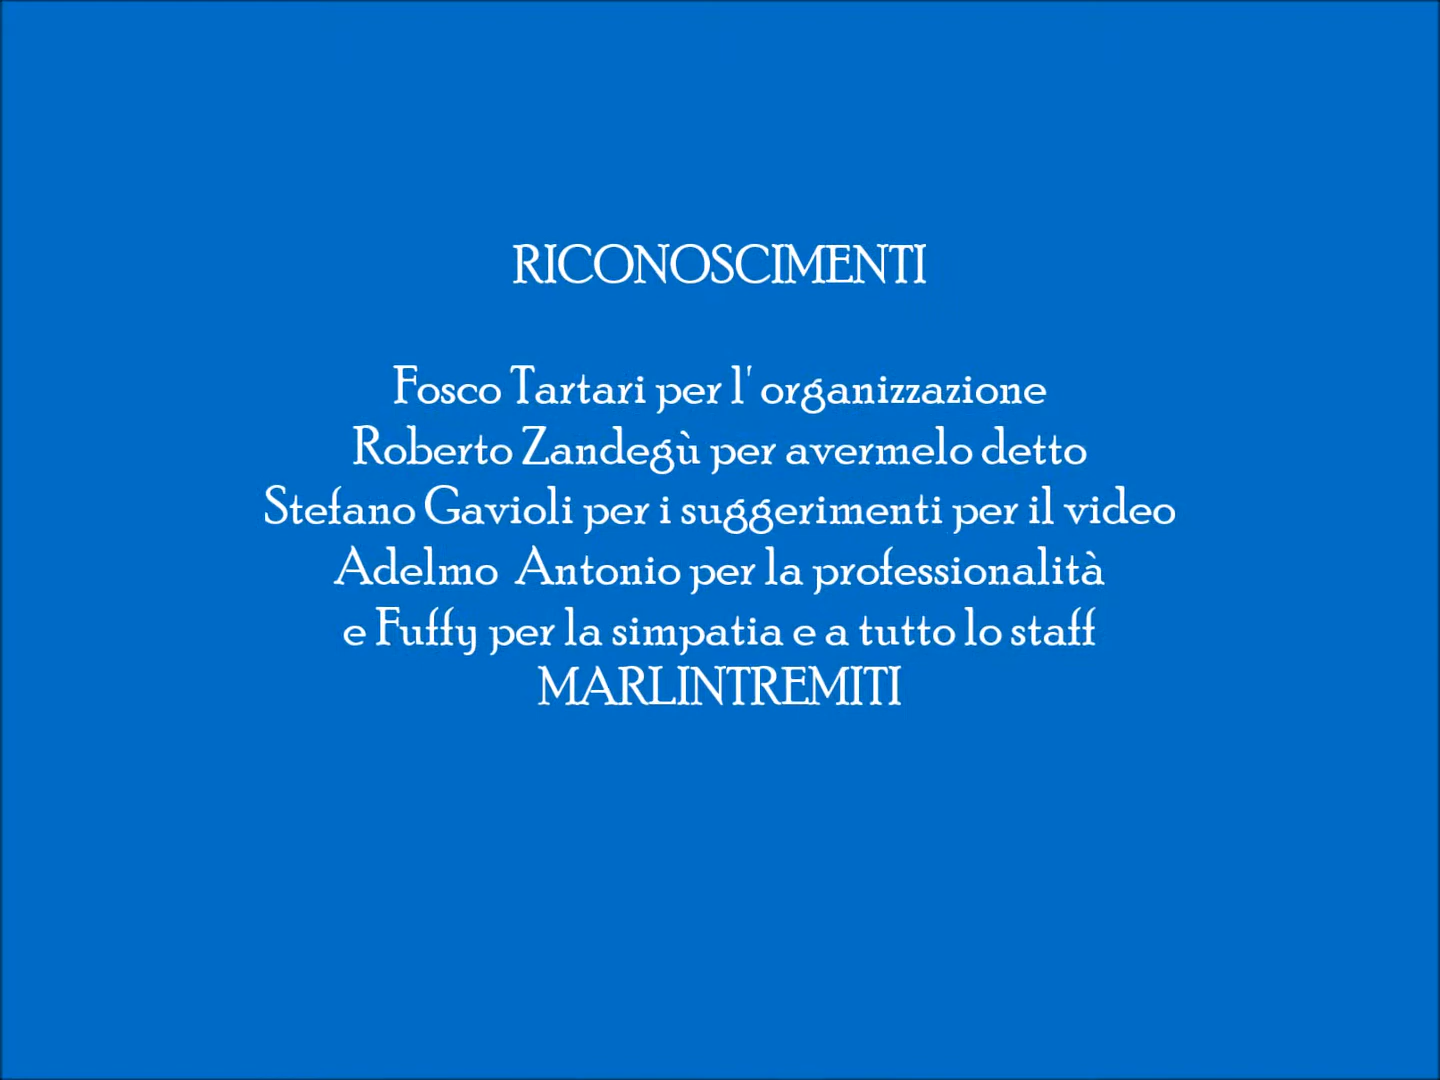 RICONOSCIMENTI
Fosco Tartari per l' organizzazione
Roberto Zandegù per avermelo detto
Stefano Gavioli per i suggerimenti per il video
Adelmo  Antonio per la professionalità
e Fuffy per la simpatia e a tutto lo staff
MARLINTREMITI